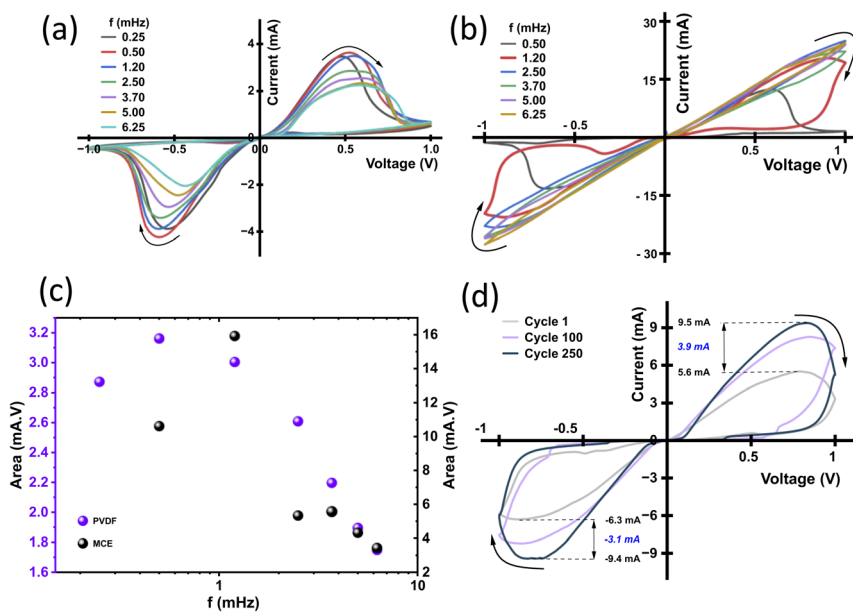 (a)
f (mHz)
0.25
0.50
1.20
2.50
3.70
5.00
6.25
Current (mA)
4
2
0
−2
−4
-1.0
-0.5
0.5
1.0
Voltage (V)
(b)
f (mHz)
0.50
1.20
2.50
3.70
5.00
6.25
Current (mA)
30
15
0
- 15
- 30
-1
- 0.5
0.5
1
Voltage (V)
(c)
Area (mA.V)
3.2
3.0
2.8
2.6
2.4
2.2
2.0
1.8
1.6
PVDF
MCE
1
10
f (mHz)
16
14
12
10
8
6
4
2
Area (mA.V)
(d)
Cycle 1
Cycle 100
Cycle 250
Current (mA)
12
9
6
3
0
-3
-6
-9
-1
-0.5
0.5
1
Voltage (V)
9.5 mA
3.9 mA
5.6 mA
-6.3 mA
-3.1 mA
-9.4 mA